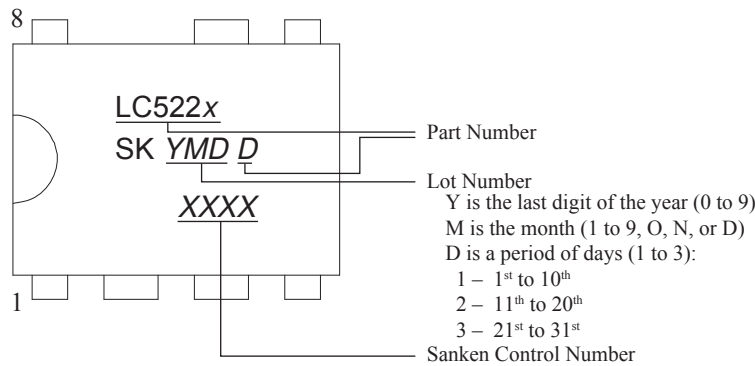 8
LC522x
SK YMD D
XXXX
1
Part Number
Lot Number
Y is the last digit of the year (0 to 9)
M is the month (1 to 9, O, N, or D)
D is a period of days (1 to 3):
1 – 1st to 10th
2 – 11th to 20th
3 – 21st to 31st
Sanken Control Number